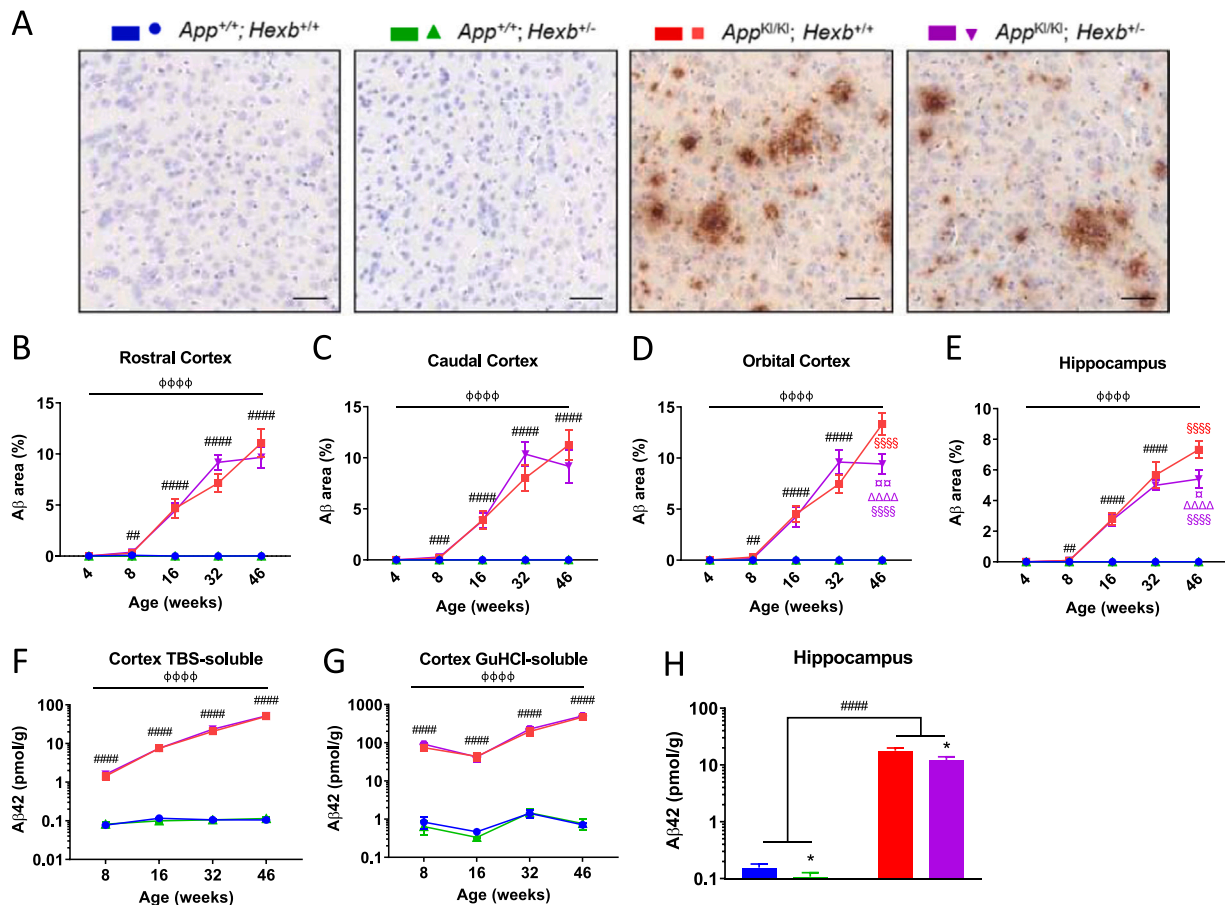 A
App+/+; Hexb+/+
App+/+; Hexb+/-
AppKI/KI; Hexb+/+
AppKI/KI; Hexb+/-
B
Rostral Cortex
ϕϕϕϕ
####
####
####
##
Aβ area (%)
15
10
5
0
4 8 16 32 46
Age (weeks)
C
Caudal Cortex
ϕϕϕϕ
####
####
####
###
Aβ area (%)
15
10
5
0
4 8 16 32 46
Age (weeks)
D
Orbital Cortex
ϕϕϕϕ
####
§§§§
####
##
¤¤
ΔΔΔΔ
§§§§
Aβ area (%)
15
10
5
0
4 8 16 32 46
Age (weeks)
E
Hippocampus
ϕϕϕϕ
§§§§
####
####
##
¤
ΔΔΔΔ
§§§§
Aβ area (%)
10
8
6
4
2
0
4 8 16 32 46
Age (weeks)
F
Cortex TBS-soluble
ϕϕϕϕ
####
####
####
####
Aβ42 (pmol/g)
100
10
1
0.1
0.01
8 16 32 46
Age (weeks)
G
Cortex GuHCl-soluble
ϕϕϕϕ
####
####
####
####
Aβ42 (pmol/g)
1000
100
10
1
0.1
8 16 32 46
Age (weeks)
H
Hippocampus
####
*
*
Aβ42 (pmol/g)
100
10
1
0.1